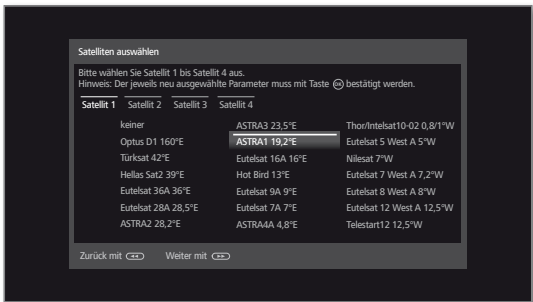 Satelliten auswählen
Bitte wählen Sie Satellit 1 bis Satellit 4 aus.
Hinweis: Der jeweils neu ausgewählte Parameter muss mit Taste OK bestätigt werden.
Satellit 1 Satellit 2 Satellit 3 Satellit 4
keiner ASTRA3 23,5°E Thor/Intelsat10-02 0,8/1°W
Optus D1 160°E ASTRA1 19,2°E Eutelsat 5 West A 5°W
Türksat 42°E Eutelsat 16A 16°E Nilesat 7°W
Hellas Sat2 39°E Hot Bird 13°E Eutelsat 7 West A 7,2°W
Eutelsat 36A 36°E Eutelsat 9A 9°E Eutelsat 8 West A 8°W
Eutelsat 28A 28,5°E Eutelsat 7A 7°E Eutelsat 12 West A 12,5°W
ASTRA2 28,2°E ASTRA4A 4,8°E Telestart12 12,5°W
Zurück mit Weiter mit